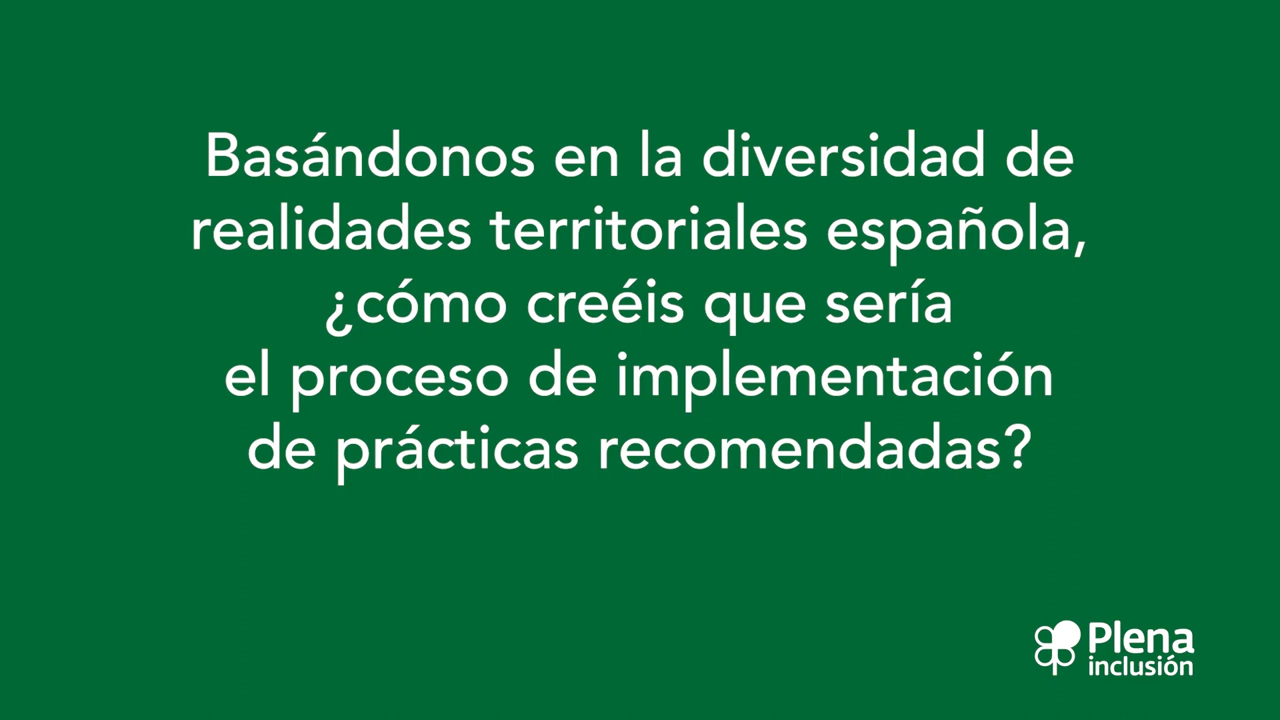 Basándonos en la diversidad de
realidades territoriales española,
¿cómo creéis que sería
el proceso de implementación
de prácticas recomendadas?
Plena
inclusión